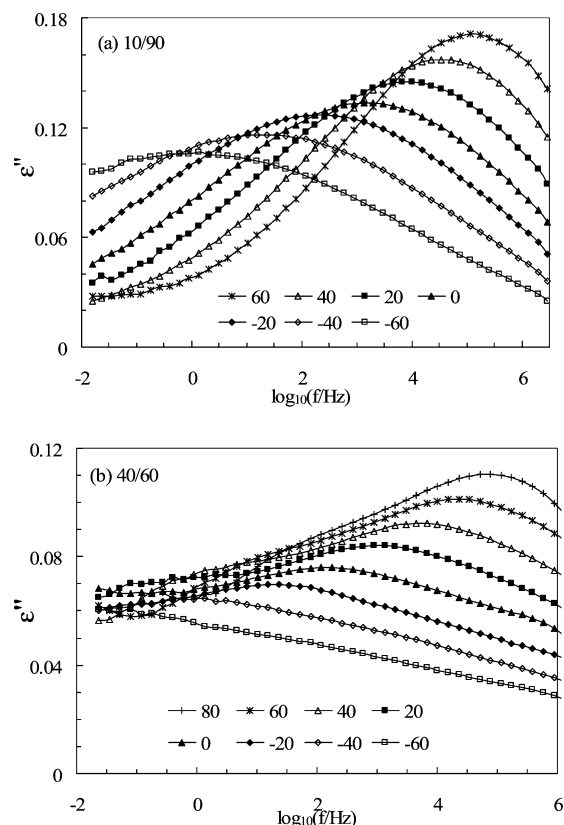 0.18
(a) 10/90
0.12
ε"
0.06
60 40 20 0
-20 -40 -60
0
-2 0 2 4 6
log₁₀(f/Hz)
0.12
(b) 40/60
0.08
ε"
0.04
80 60 40 20
0 -20 -40 -60
0
-2 0 2 4 6
log₁₀(f/Hz)